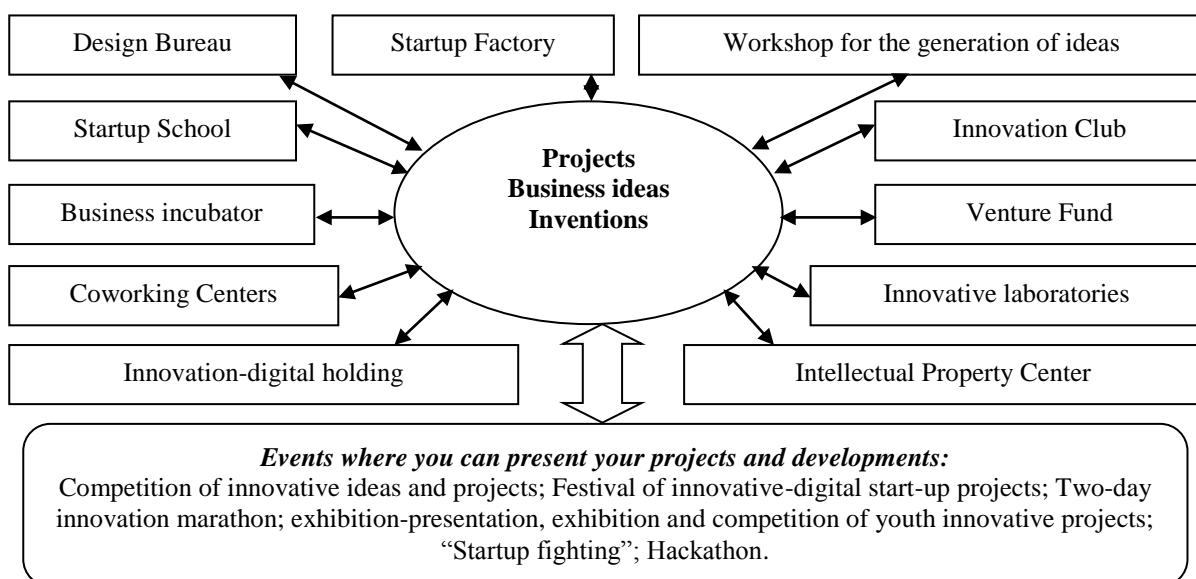 Design Bureau
Startup Factory
Workshop for the generation of ideas
Startup School
Innovation Club
Projects
Business ideas
Inventions
Business incubator
Venture Fund
Coworking Centers
Innovative laboratories
Innovation-digital holding
Intellectual Property Center
Events where you can present your projects and developments:
Competition of innovative ideas and projects; Festival of innovative-digital start-up projects; Two-day
innovation marathon; exhibition-presentation, exhibition and competition of youth innovative projects;
“Startup fighting”; Hackathon.